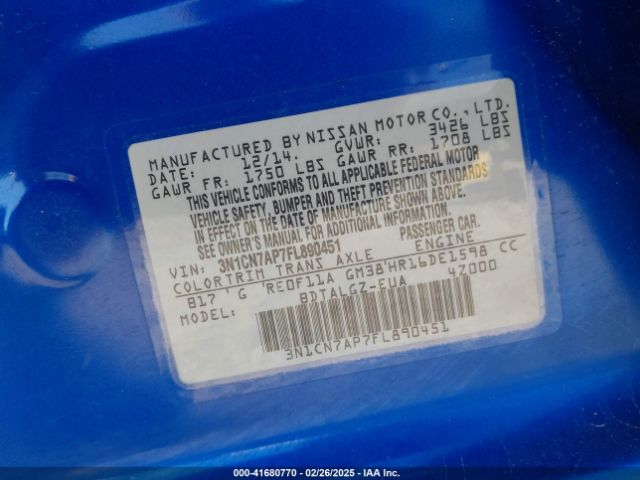 MANUFACTURED BY NISSAN MOTOR CO., LTD.
DATE: 12/14. GVWR: 3426 LBS
GAWR FR: 1750 LBS GAWR RR: 1708 LBS
THIS VEHICLE CONFORMS TO ALL APPLICABLE FEDERAL MOTOR
VEHICLE SAFETY, BUMPER AND THEFT PREVENTION STANDARDS
IN EFFECT ON THE DATE OF MANUFACTURE SHOWN ABOVE.
SEE OWNER'S MANUAL FOR ADDITIONAL INFORMATION.
VIN: 3N1CN7AP7FL890451 PASSENGER CAR.
COLORTRIM TRANS AXLE ENGINE
B17 'G 'RE0F11A GM38'HR16DE1598 CC
MODEL: BDTALGZ-EUA 47000
3N1CN7AP7FL890451
000-41680770 | 02/26/2025 - IAA Inc.